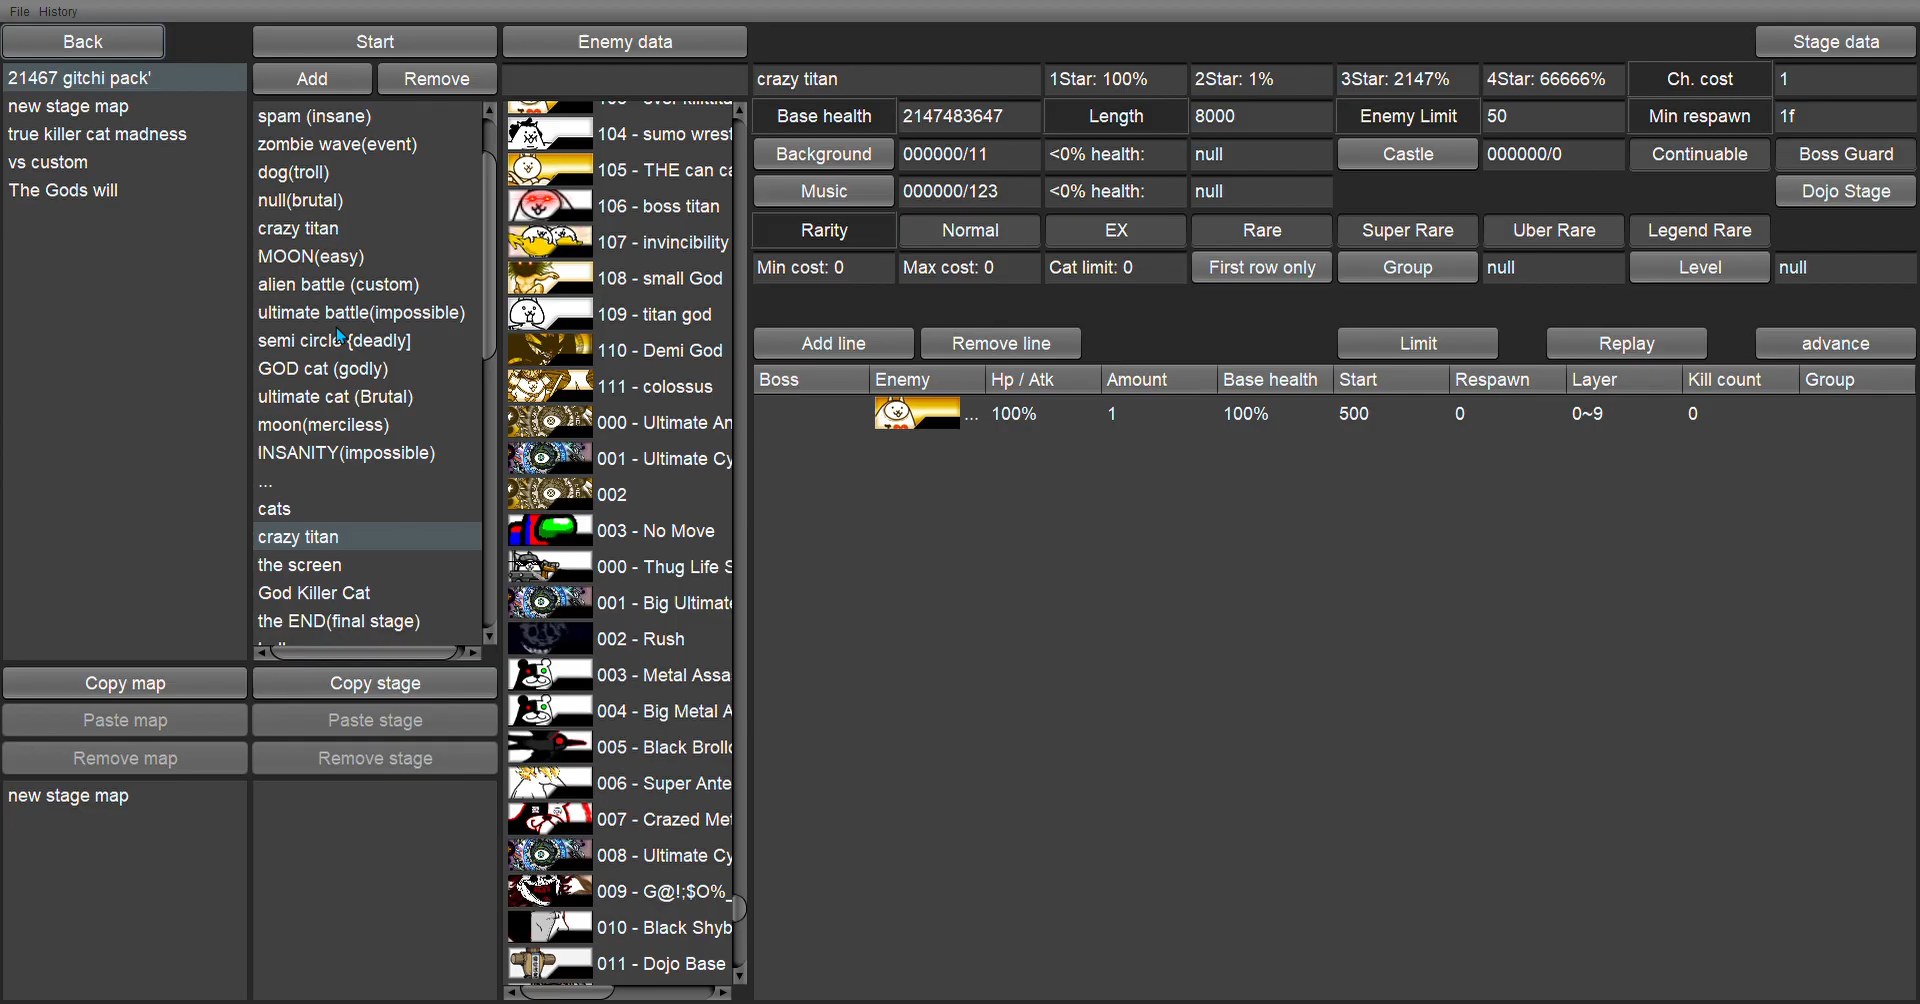 File History
Back
Start
Enemy data
Stage data
21467 gitchi pack'
new stage map
true killer cat madness
vs custom
The Gods will
Add
Remove
spam (insane)
zombie wave(event)
dog(troll)
null(brutal)
crazy titan
MOON(easy)
alien battle (custom)
ultimate battle(impossible)
semi circle {deadly]
GOD cat (godly)
ultimate cat (Brutal)
moon(merciless)
INSANITY(impossible)
...
cats
crazy titan
the screen
God Killer Cat
the END(final stage)
104 - sumo wrest
105 - THE can ca
106 - boss titan
107 - invincibility
108 - small God
109 - titan god
110 - Demi God
111 - colossus
000 - Ultimate An
001 - Ultimate Cy
002
003 - No Move
000 - Thug Life S
001 - Big Ultimate
002 - Rush
003 - Metal Assa
004 - Big Metal A
005 - Black Brollo
006 - Super Ante
007 - Crazed Met
008 - Ultimate Cy
009 - G@!;$O%_
010 - Black Shyb
011 - Dojo Base
crazy titan
1Star: 100%
2Star: 1%
3Star: 2147%
4Star: 66666%
Ch. cost
1
Base health
2147483647
Length
8000
Enemy Limit
50
Min respawn
1f
Background
000000/11
<0% health:
null
Castle
000000/0
Continuable
Boss Guard
Music
000000/123
<0% health:
null
Dojo Stage
Rarity
Normal
EX
Rare
Super Rare
Uber Rare
Legend Rare
Min cost: 0
Max cost: 0
Cat limit: 0
First row only
Group
null
Level
null
Add line
Remove line
Limit
Replay
advance
Boss
Enemy
Hp / Atk
Amount
Base health
Start
Respawn
Layer
Kill count
Group
...
100%
1
100%
500
0
0~9
0
Copy map
Copy stage
Paste map
Paste stage
Remove map
Remove stage
new stage map